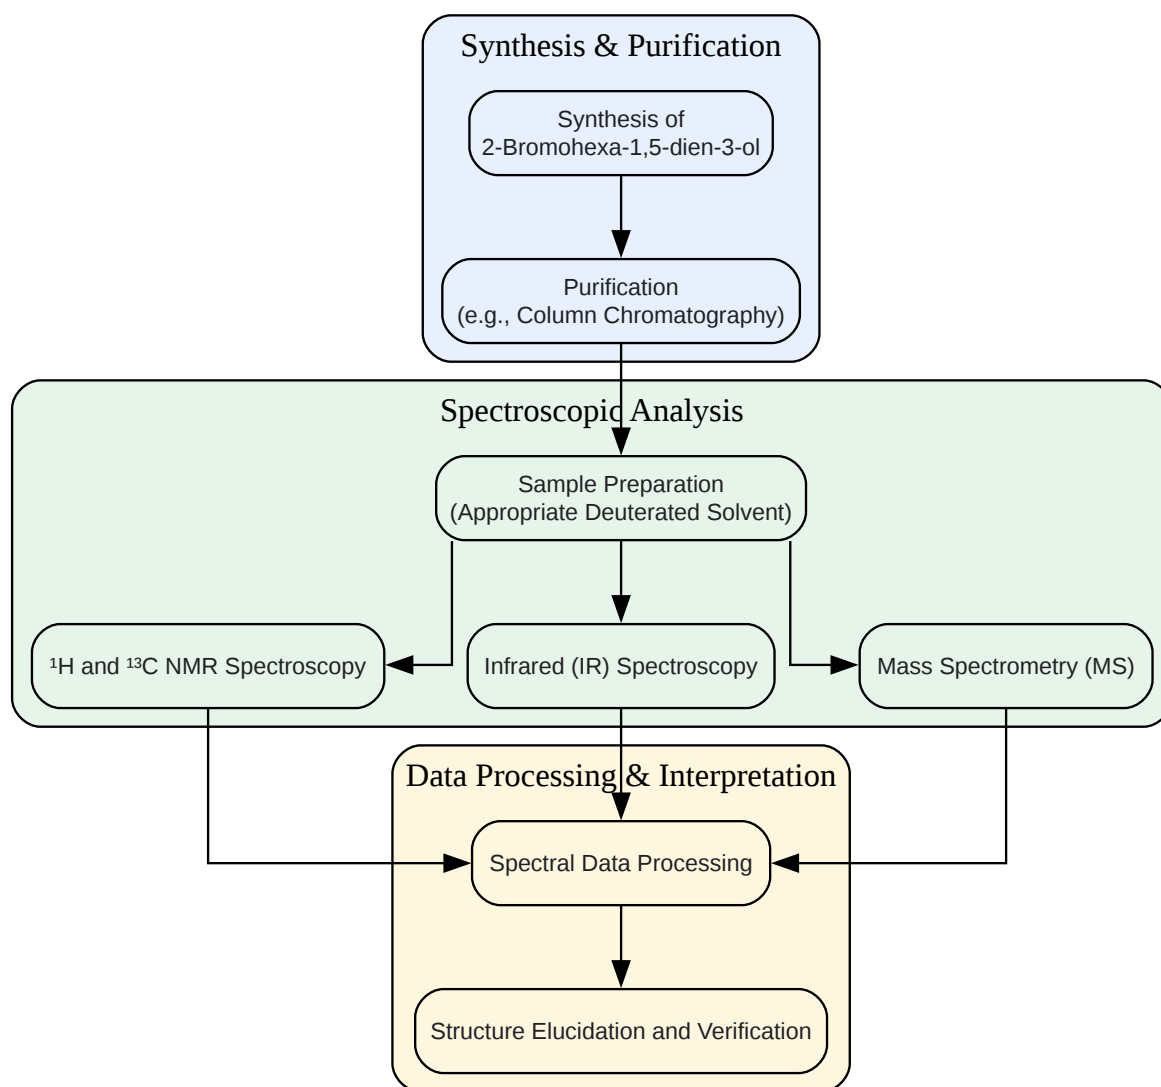 Synthesis & Purification
Synthesis of
2-Bromohexa-1,5-dien-3-ol
Purification
(e.g., Column Chromatography)
Spectroscopic Analysis
Sample Preparation
(Appropriate Deuterated Solvent)
¹H and ¹³C NMR Spectroscopy
Infrared (IR) Spectroscopy
Mass Spectrometry (MS)
Data Processing & Interpretation
Spectral Data Processing
Structure Elucidation and Verification